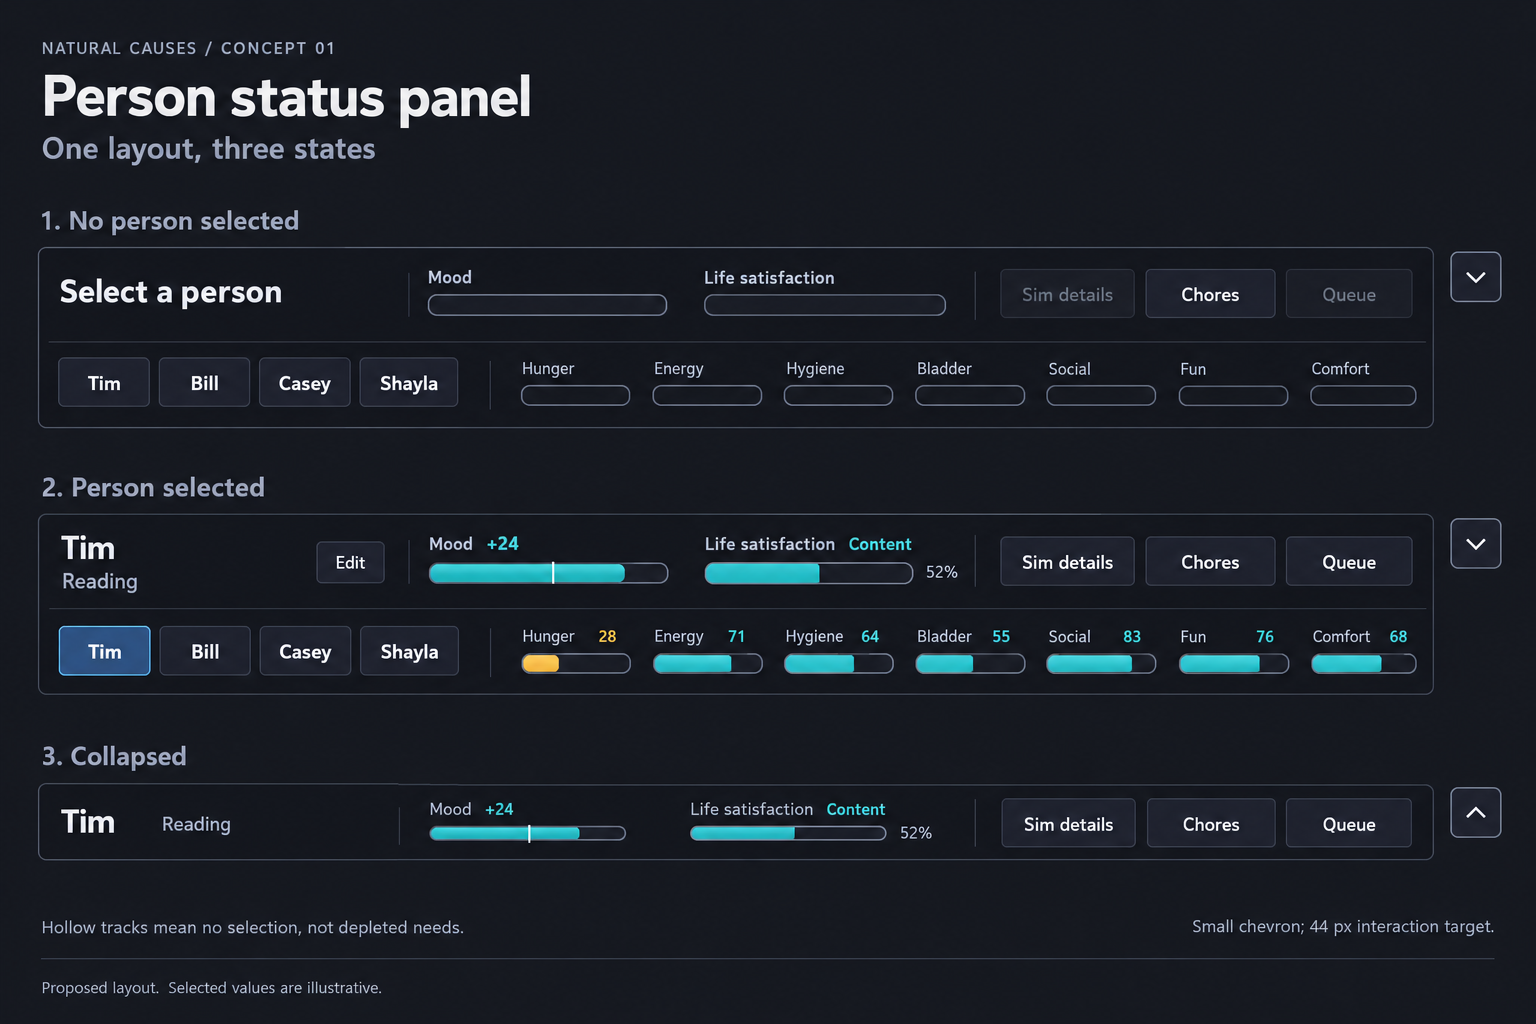 NATURAL CAUSES / CONCEPT 01
Person status panel
One layout, three states
1. No person selected
Select a person
Mood
Life satisfaction
Sim details
Chores
Queue
Tim
Bill
Casey
Shayla
Hunger
Energy
Hygiene
Bladder
Social
Fun
Comfort
2. Person selected
Tim
Reading
Edit
Mood +24
Life satisfaction Content
52%
Sim details
Chores
Queue
Tim
Bill
Casey
Shayla
Hunger 28
Energy 71
Hygiene 64
Bladder 55
Social 83
Fun 76
Comfort 68
3. Collapsed
Tim
Reading
Mood +24
Life satisfaction Content
52%
Sim details
Chores
Queue
Hollow tracks mean no selection, not depleted needs.
Small chevron; 44 px interaction target.
Proposed layout. Selected values are illustrative.